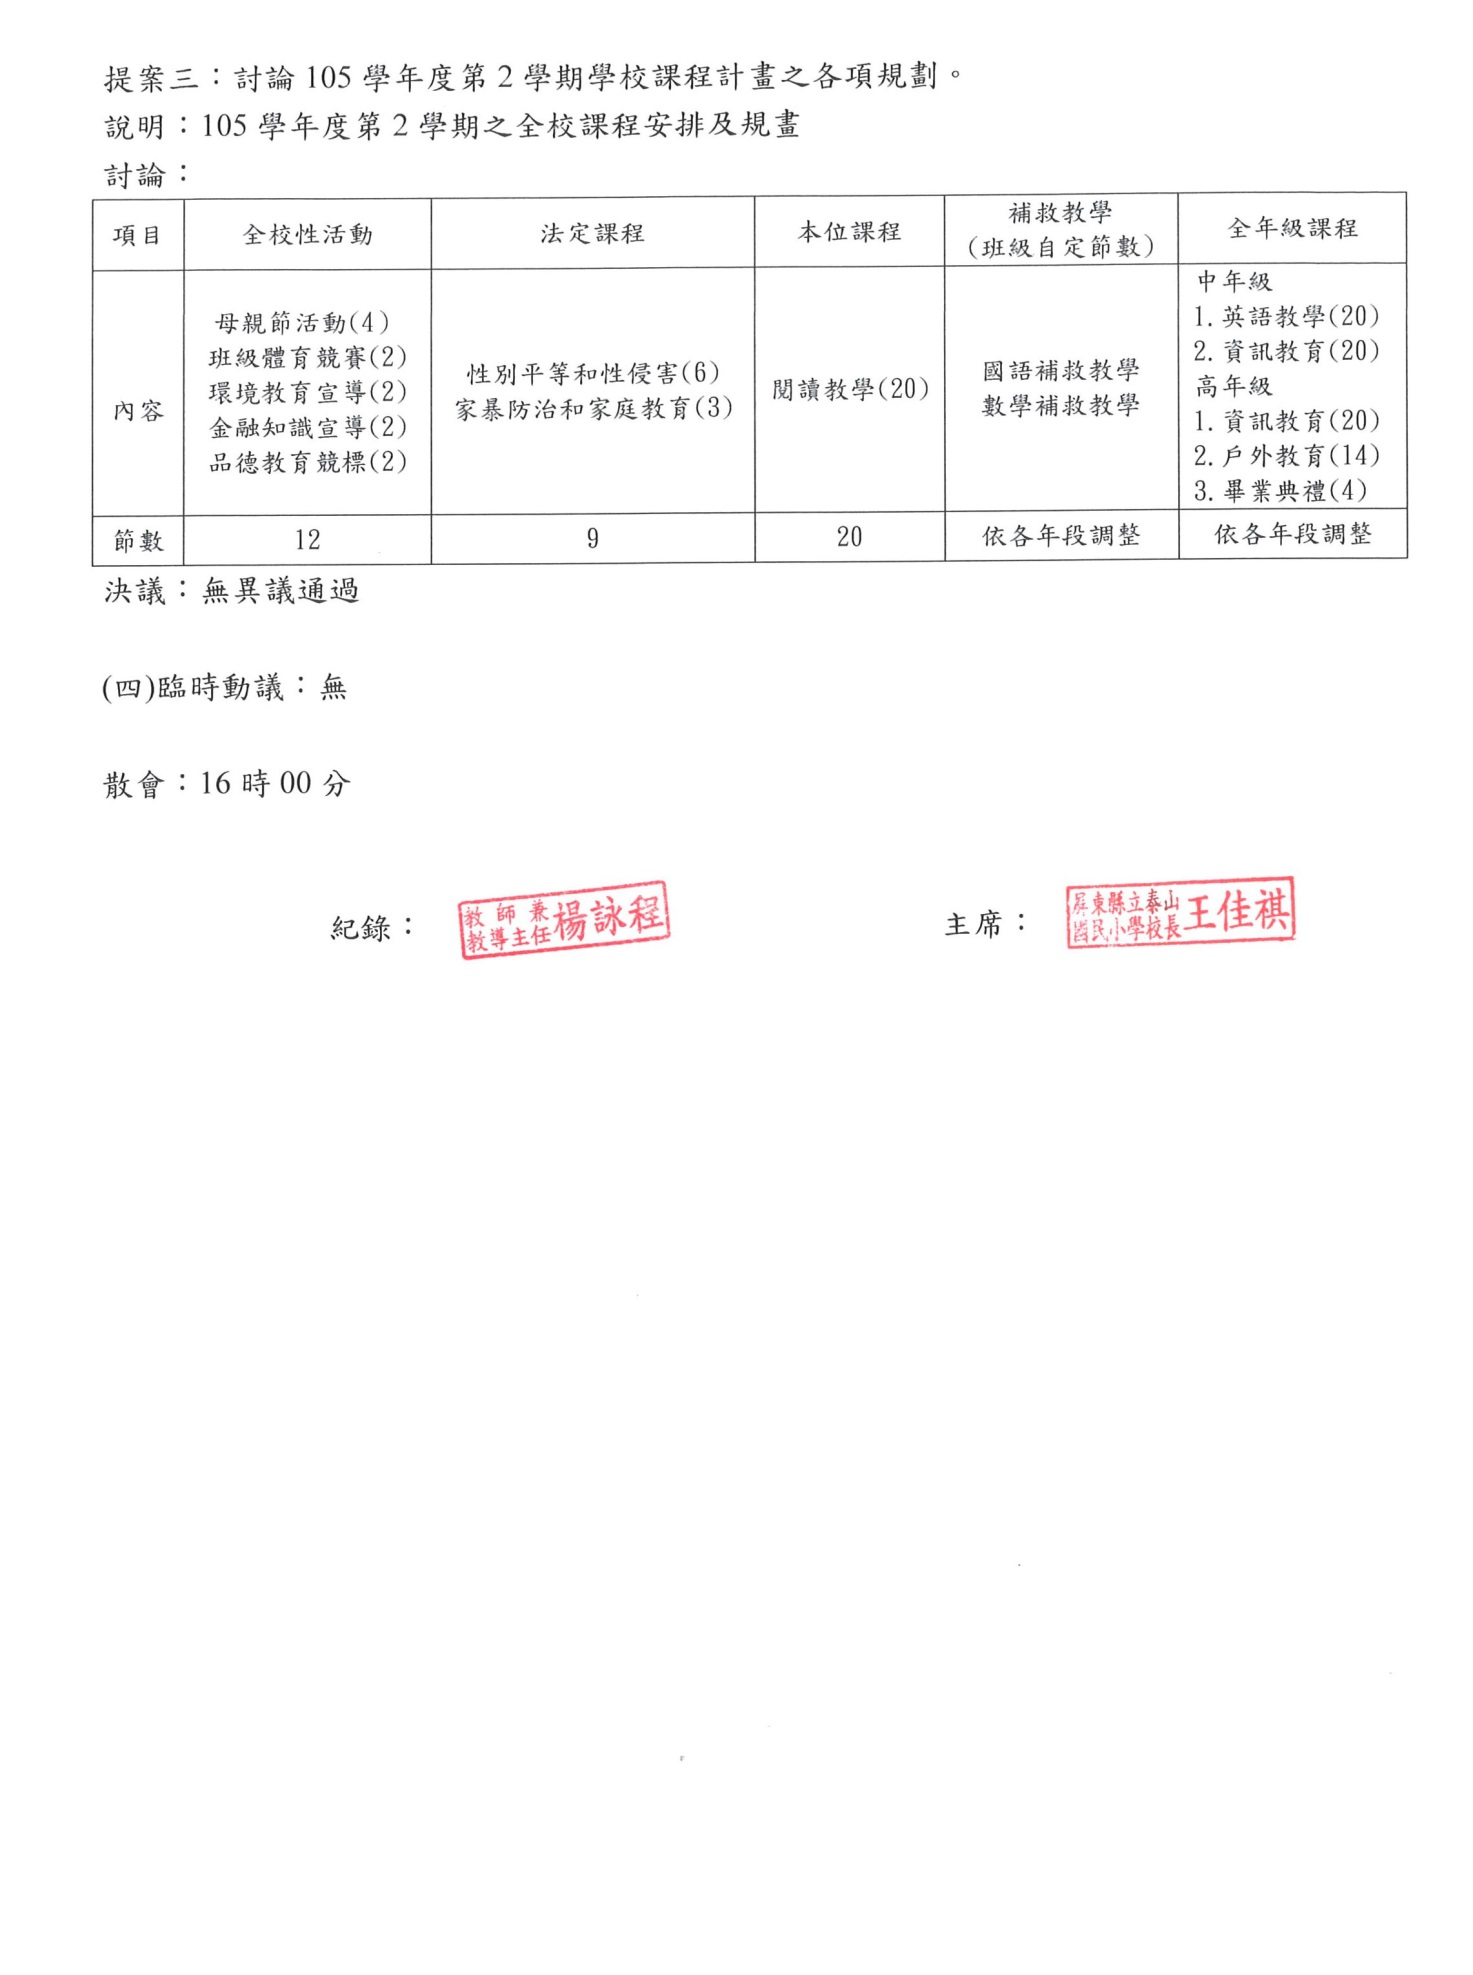 提案三：討論 105 學年度第 2 學期學校課程計畫之各項規劃。
說明：105 學年度第 2 學期之全校課程安排及規畫
討論：
項目
全校性活動
法定課程
本位課程
補救教學
（班級自定節數）
全年級課程
內容
母親節活動(4)
班級體育競賽(2)
環境教育宣導(2)
金融知識宣導(2)
品德教育競標(2)
性別平等和性侵害(6)
家暴防治和家庭教育(3)
閱讀教學(20)
國語補救教學
數學補救教學
中年級
1.英語教學(20)
2.資訊教育(20)
高年級
1.資訊教育(20)
2.戶外教育(14)
3.畢業典禮(4)
節數
12
9
20
依各年段調整
依各年段調整
決議：無異議通過
(四)臨時動議：無
散會：16 時 00 分
紀錄：
教師兼
教導主任
楊詠程
主席：
屏東縣立泰山
國民小學校長
王佳祺